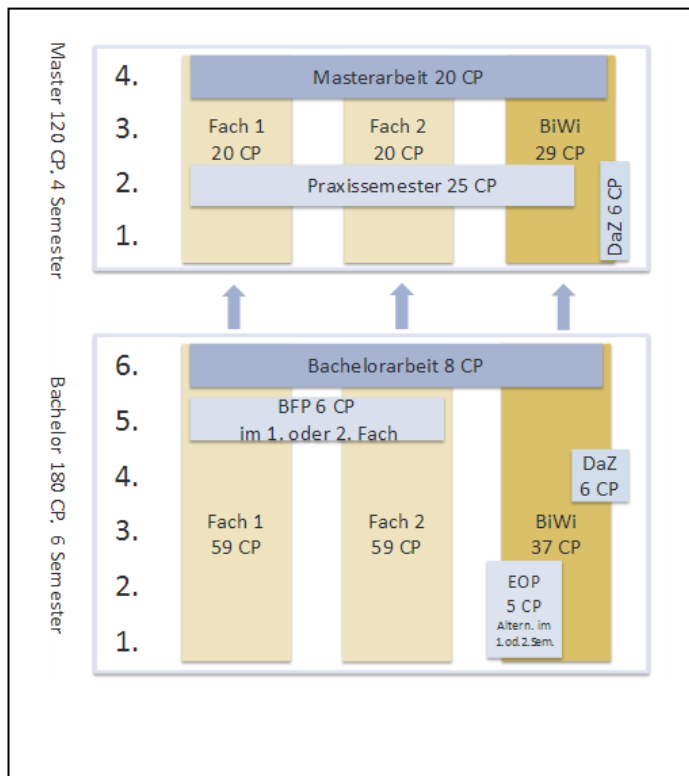 Master 120 CP, 4 Semester
4.
Masterarbeit 20 CP
3.
Fach 1
20 CP
Fach 2
20 CP
BiWi
29 CP
2.
Praxissemester 25 CP
DaZ 6 CP
1.
Bachelor 180 CP, 6 Semester
6.
Bachelorarbeit 8 CP
5.
BFP 6 CP
im 1. oder 2. Fach
4.
DaZ
6 CP
3.
Fach 1
59 CP
Fach 2
59 CP
BiWi
37 CP
2.
EOP
5 CP
Altern. im
1.od.2.Sem.
1.